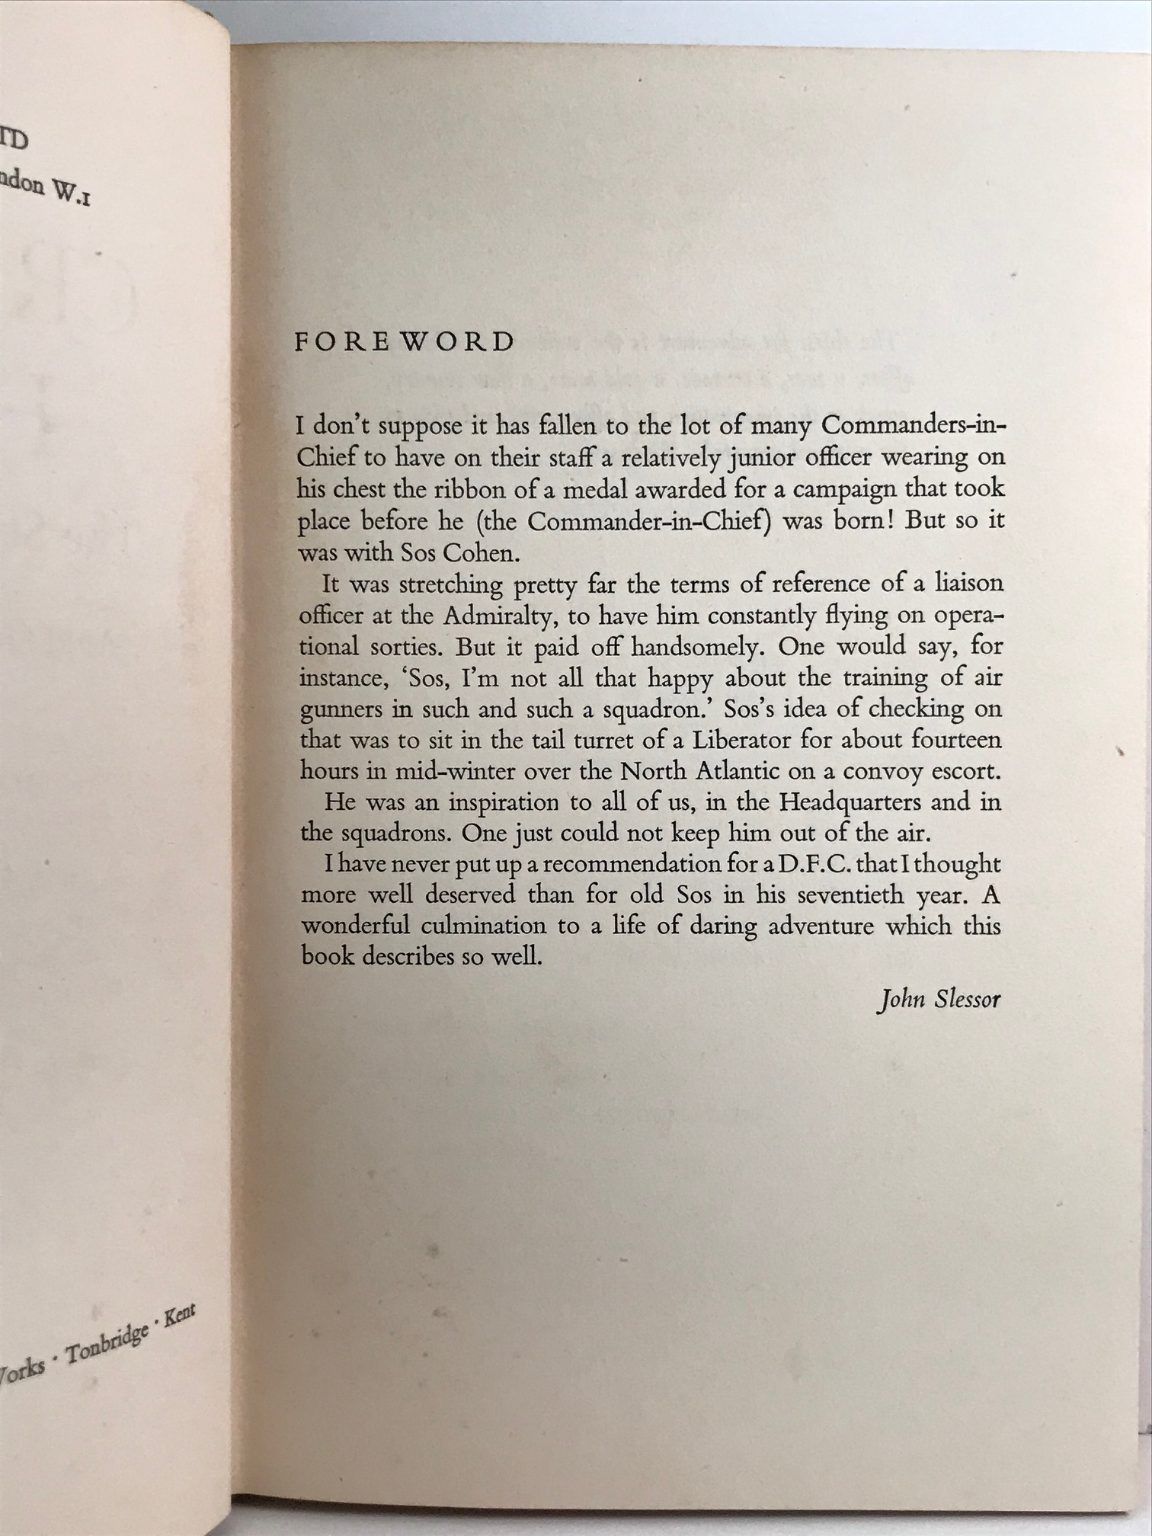 TD
ndon W.1
Works · Tonbridge · Kent
FOREWORD
I don't suppose it has fallen to the lot of many Commanders-in-
Chief to have on their staff a relatively junior officer wearing on
his chest the ribbon of a medal awarded for a campaign that took
place before he (the Commander-in-Chief) was born! But so it
was with Sos Cohen.
It was stretching pretty far the terms of reference of a liaison
officer at the Admiralty, to have him constantly flying on opera-
tional sorties. But it paid off handsomely. One would say, for
instance, ‘Sos, I'm not all that happy about the training of air
gunners in such and such a squadron.’ Sos's idea of checking on
that was to sit in the tail turret of a Liberator for about fourteen
hours in mid-winter over the North Atlantic on a convoy escort.
He was an inspiration to all of us, in the Headquarters and in
the squadrons. One just could not keep him out of the air.
I have never put up a recommendation for a D.F.C. that I thought
more well deserved than for old Sos in his seventieth year. A
wonderful culmination to a life of daring adventure which this
book describes so well.
John Slessor